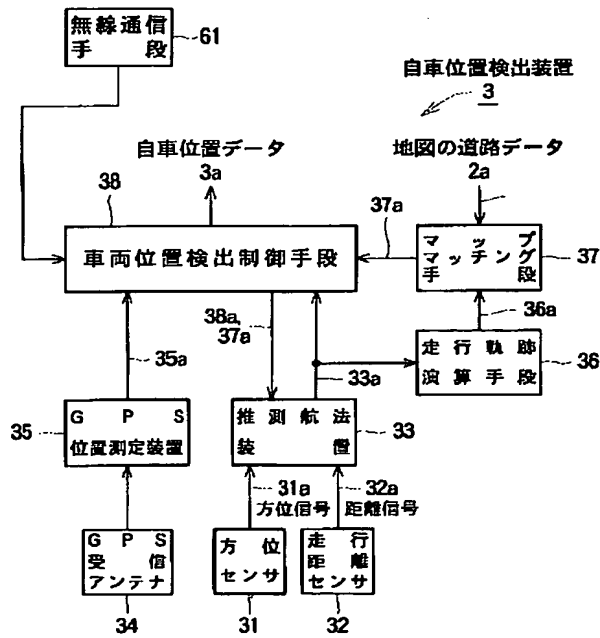 無線通信
手段
61
自車位置検出装置
3
自車位置データ
3a
地図の道路データ
2a
38
車両位置検出制御手段
37a
マップ
マッチング
手段
37
36a
38a,
37a
35a
33a
走行軌跡
演算手段
36
GPS
位置測定装置
35
推測航法
装置
33
31a
方位信号
32a
距離信号
GPS
受信
アンテナ
34
方位
センサ
31
走行
距離
センサ
32